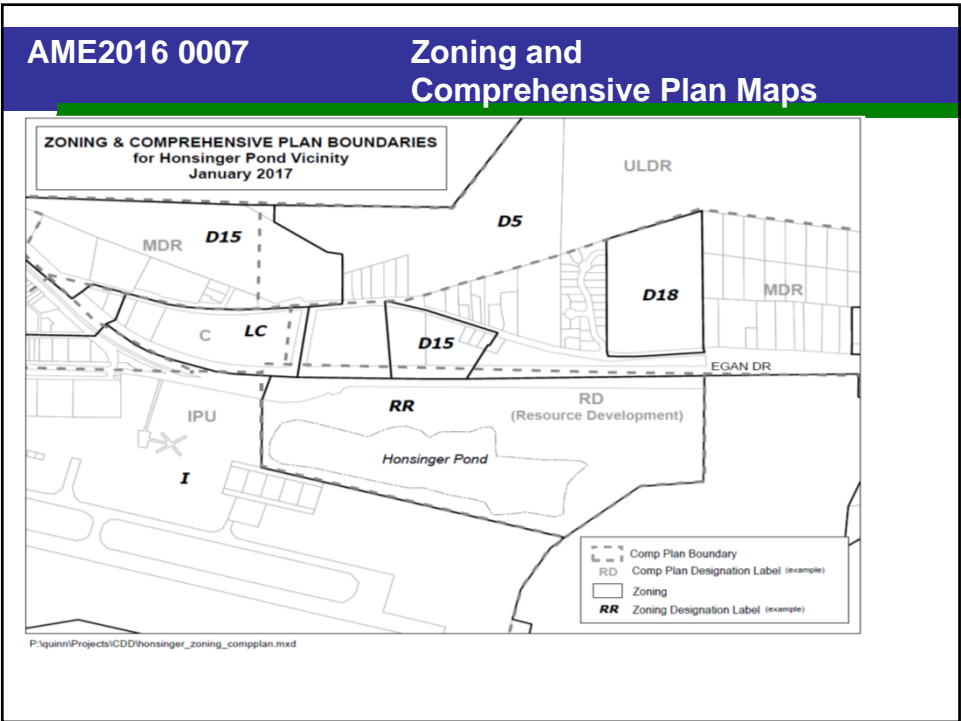 AME2016 0007
Zoning and
Comprehensive Plan Maps
ZONING & COMPREHENSIVE PLAN BOUNDARIES
for Honsinger Pond Vicinity
January 2017
ULDR
D5
MDR
D15
D18
MDR
C
LC
D15
EGAN DR
IPU
RR
RD
(Resource Development)
Honsinger Pond
I
Comp Plan Boundary
RD Comp Plan Designation Label (example)
Zoning
RR Zoning Designation Label (example)
P:\quinn\Projects\CDD\honsinger_zoning_compplan.mxd